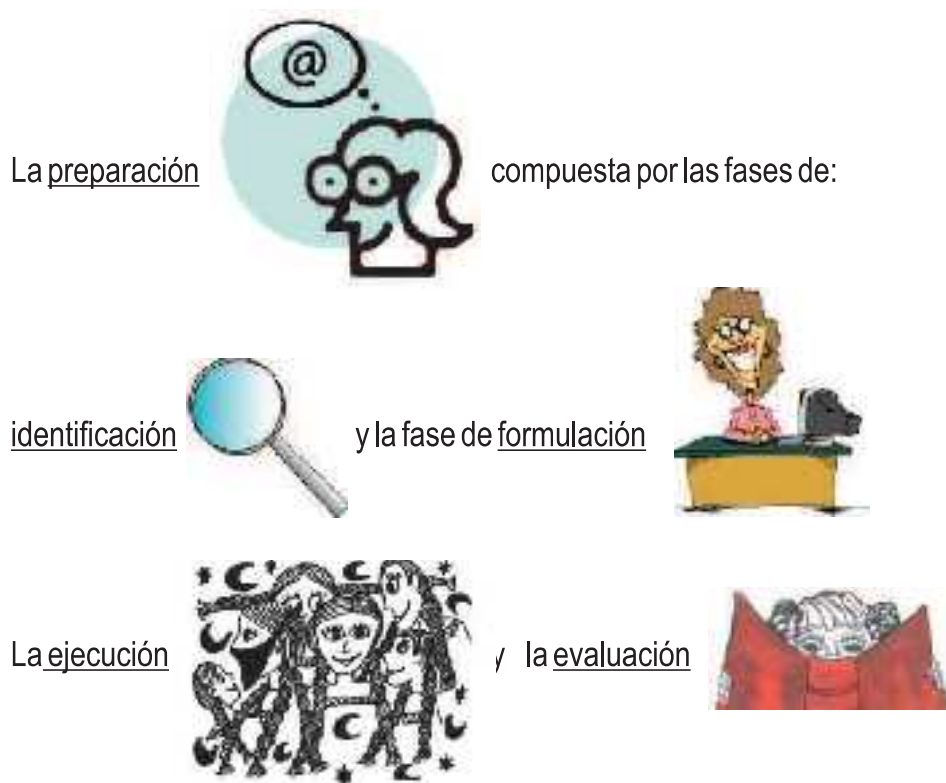 @
La preparación compuesta por las fases de:
identificación y la fase de formulación
La ejecución y la evaluación